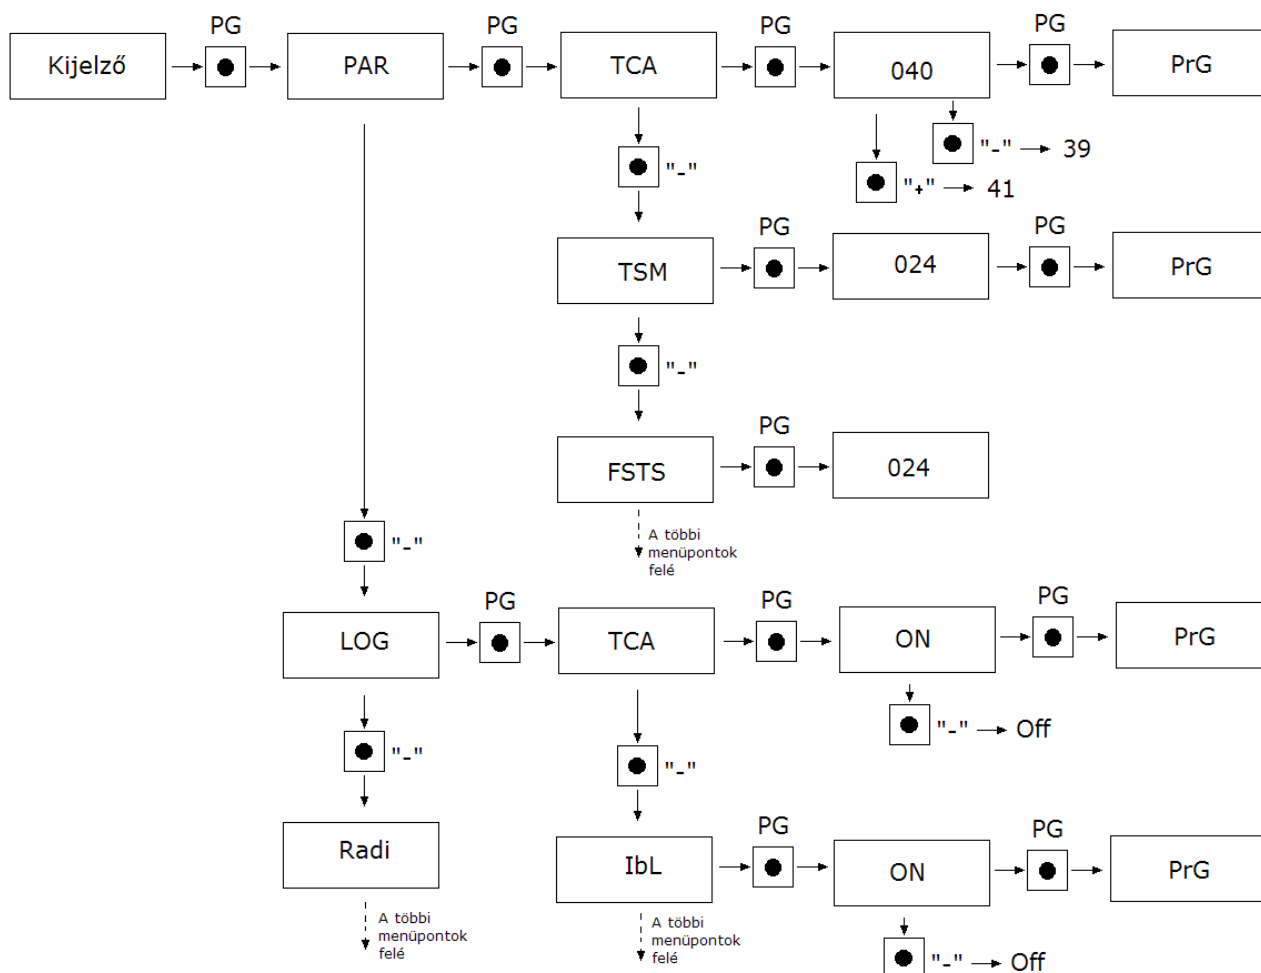 PG
PG
PG
PG
Kijelző
PAR
TCA
040
PrG
"-"
39
"-"
"+"
41
PG
PG
TSM
024
PrG
"-"
PG
FSTS
024
A többi
menüpontok
felé
"-"
PG
PG
PG
LOG
TCA
ON
PrG
"-"
Off
"-"
"-"
PG
PG
Radi
IbL
ON
PrG
A többi
menüpontok
felé
A többi
menüpontok
felé
"-"
Off